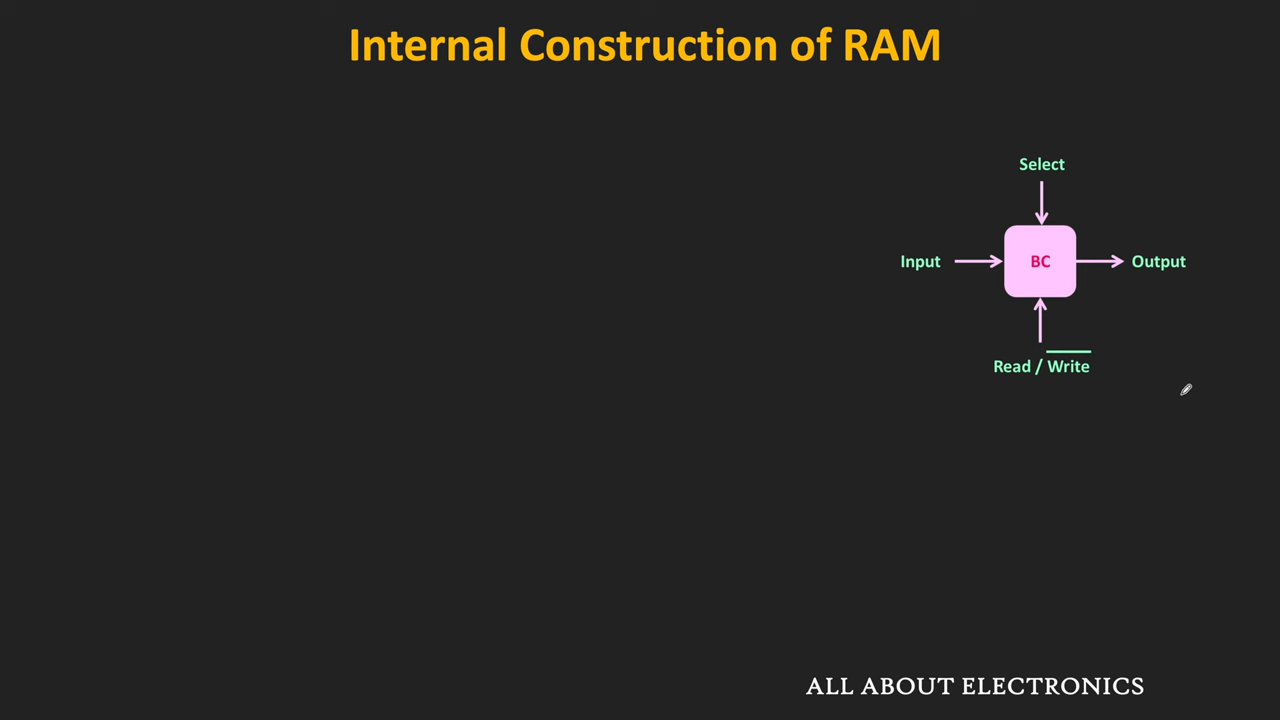 Internal Construction of RAM
Select
Input
BC
Output
Read / Write
ALL ABOUT ELECTRONICS